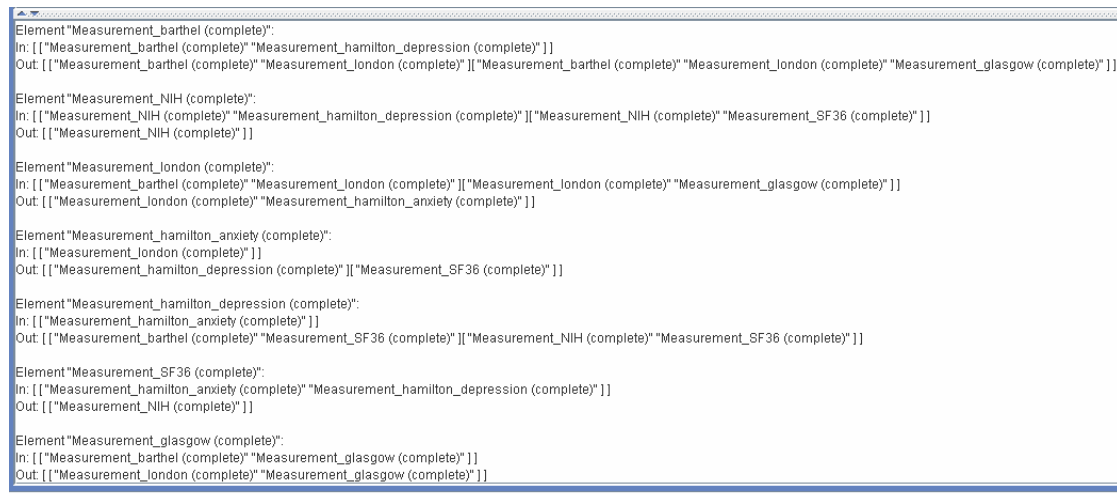 Element "Measurement_barthel (complete)":
In: [ [ "Measurement_barthel (complete)" "Measurement_hamilton_depression (complete)" ] ]
Out: [ [ "Measurement_barthel (complete)" "Measurement_london (complete)" ][ "Measurement_barthel (complete)" "Measurement_london (complete)" "Measurement_glasgow (complete)" ] ]
Element "Measurement_NIH (complete)":
In: [ [ "Measurement_NIH (complete)" "Measurement_hamilton_depression (complete)" ][ "Measurement_NIH (complete)" "Measurement_SF36 (complete)" ] ]
Out: [ [ "Measurement_NIH (complete)" ] ]
Element "Measurement_london (complete)":
In: [ [ "Measurement_barthel (complete)" "Measurement_london (complete)" ][ "Measurement_london (complete)" "Measurement_glasgow (complete)" ] ]
Out: [ [ "Measurement_london (complete)" "Measurement_hamilton_anxiety (complete)" ] ]
Element "Measurement_hamilton_anxiety (complete)":
In: [ [ "Measurement_london (complete)" ] ]
Out: [ [ "Measurement_hamilton_depression (complete)" ][ "Measurement_SF36 (complete)" ] ]
Element "Measurement_hamilton_depression (complete)":
In: [ [ "Measurement_hamilton_anxiety (complete)" ] ]
Out: [ [ "Measurement_barthel (complete)" "Measurement_SF36 (complete)" ][ "Measurement_NIH (complete)" "Measurement_SF36 (complete)" ] ]
Element "Measurement_SF36 (complete)":
In: [ [ "Measurement_hamilton_anxiety (complete)" "Measurement_hamilton_depression (complete)" ] ]
Out: [ [ "Measurement_NIH (complete)" ] ]
Element "Measurement_glasgow (complete)":
In: [ [ "Measurement_barthel (complete)" "Measurement_glasgow (complete)" ] ]
Out: [ [ "Measurement_london (complete)" "Measurement_glasgow (complete)" ] ]